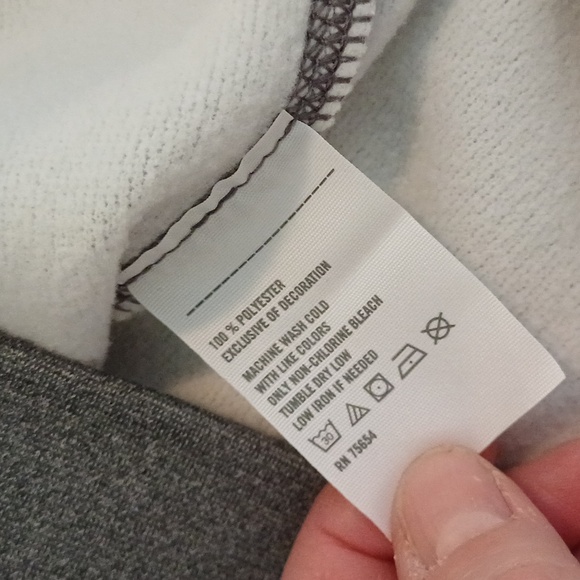 100 % POLYESTER
EXCLUSIVE OF DECORATION
MACHINE WASH COLD
WITH LIKE COLORS
ONLY NON-CHLORINE BLEACH
TUMBLE DRY LOW
LOW IRON IF NEEDED
30
RN 75654